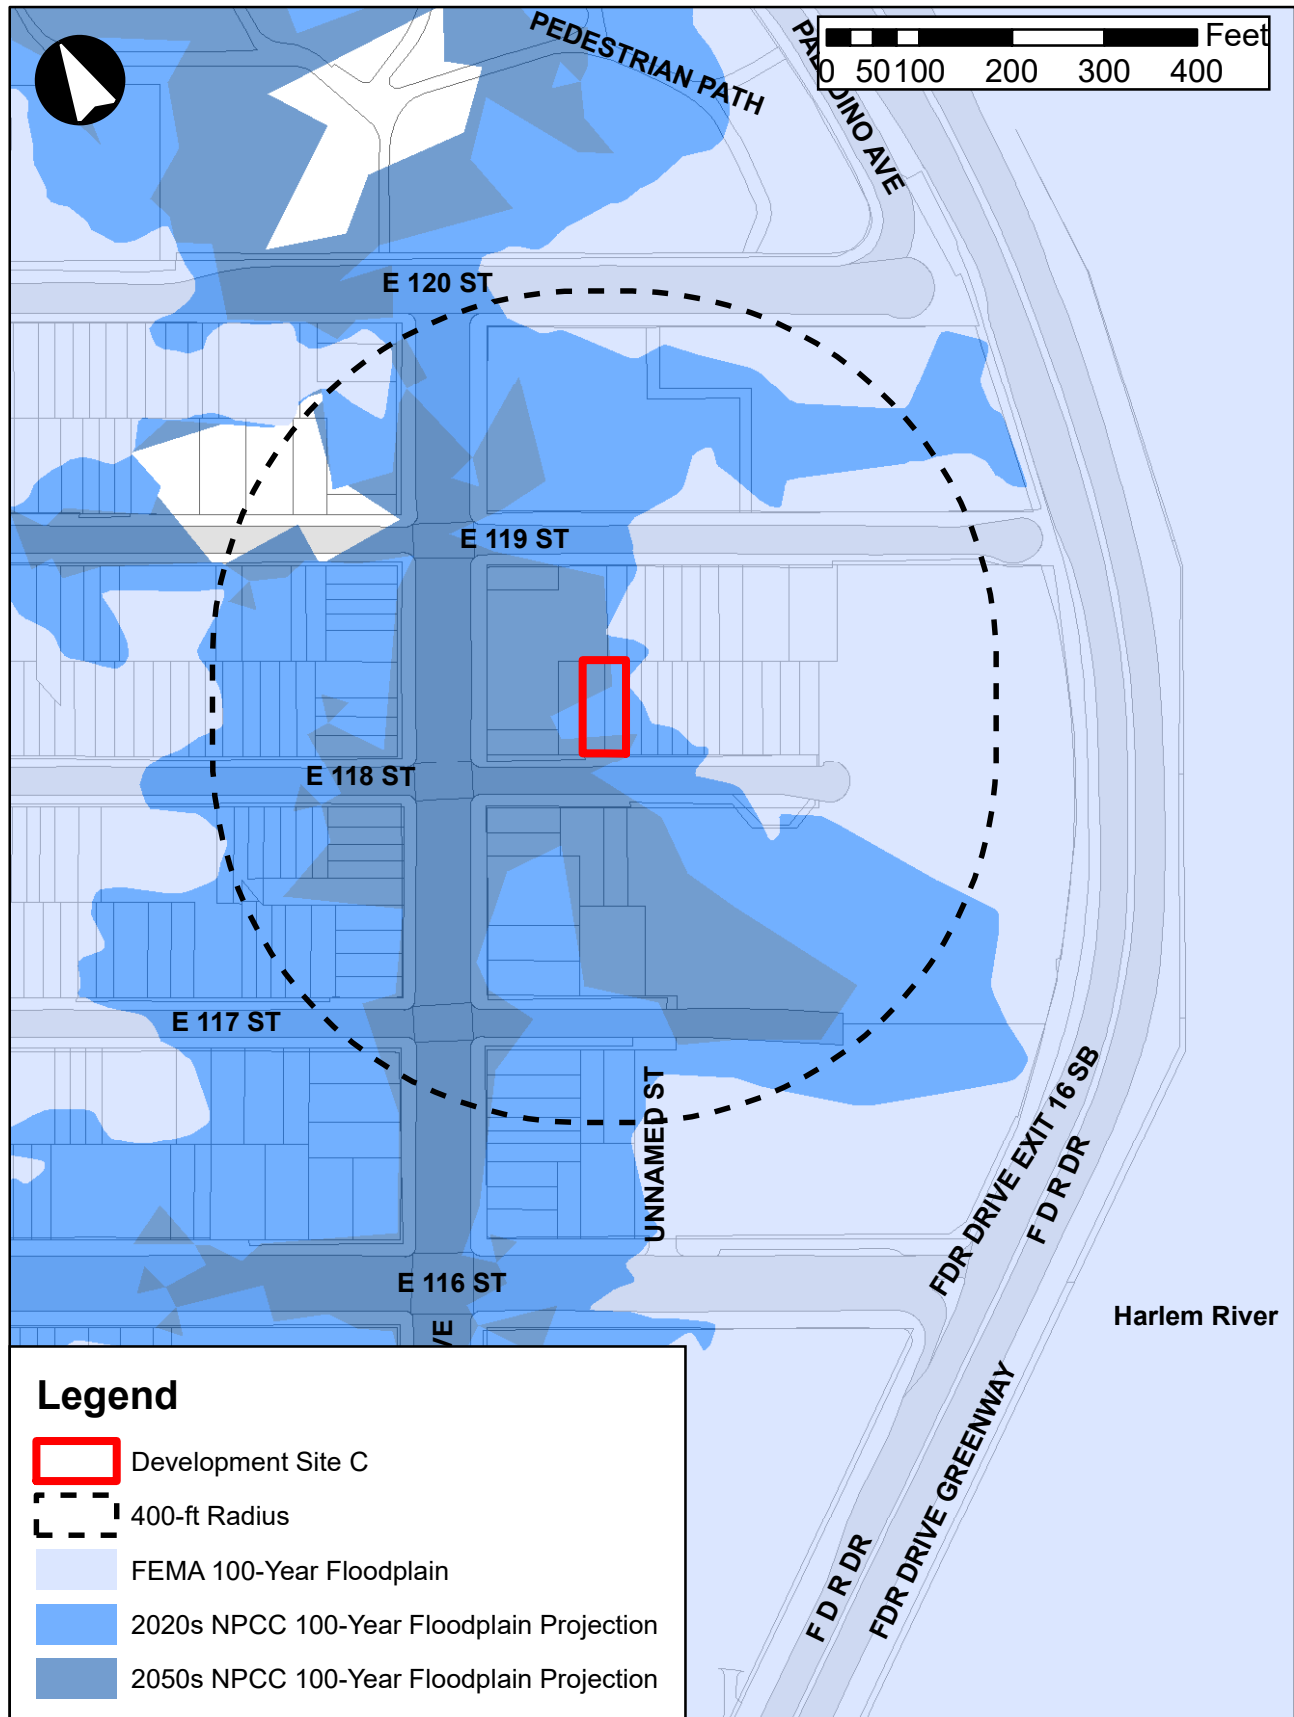 PEDESTRIAN PATH
Feet
0 50 100 200 300 400
E 120 ST
E 119 ST
E 118 ST
E 117 ST
UNNAMED ST
FDR DRIVE EXIT 16 SB
F D R DR
E 116 ST
Harlem River
FDR DRIVE GREENWAY
F D R DR
Legend
Development Site C
400-ft Radius
FEMA 100-Year Floodplain
2020s NPCC 100-Year Floodplain Projection
2050s NPCC 100-Year Floodplain Projection